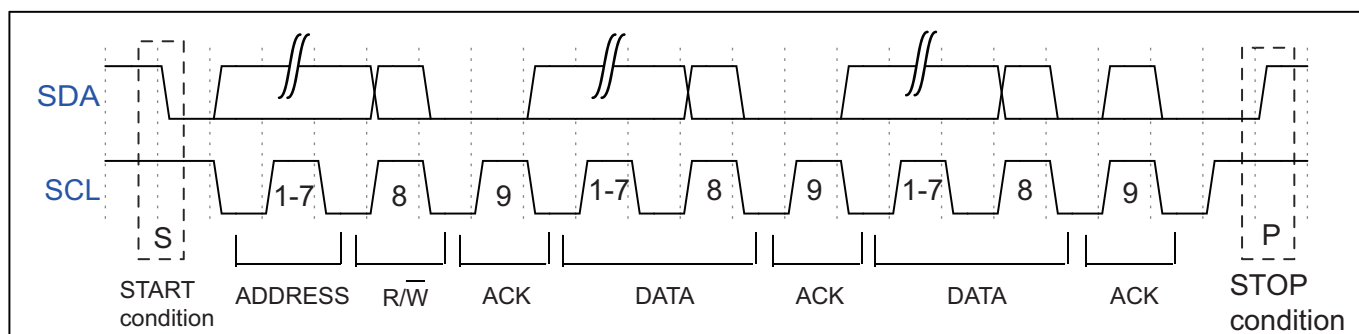 SDA
SCL
1-7 8 9 1-7 8 9 1-7 8 9
S P
START condition
ADDRESS R/W̅ ACK DATA ACK DATA ACK
STOP condition